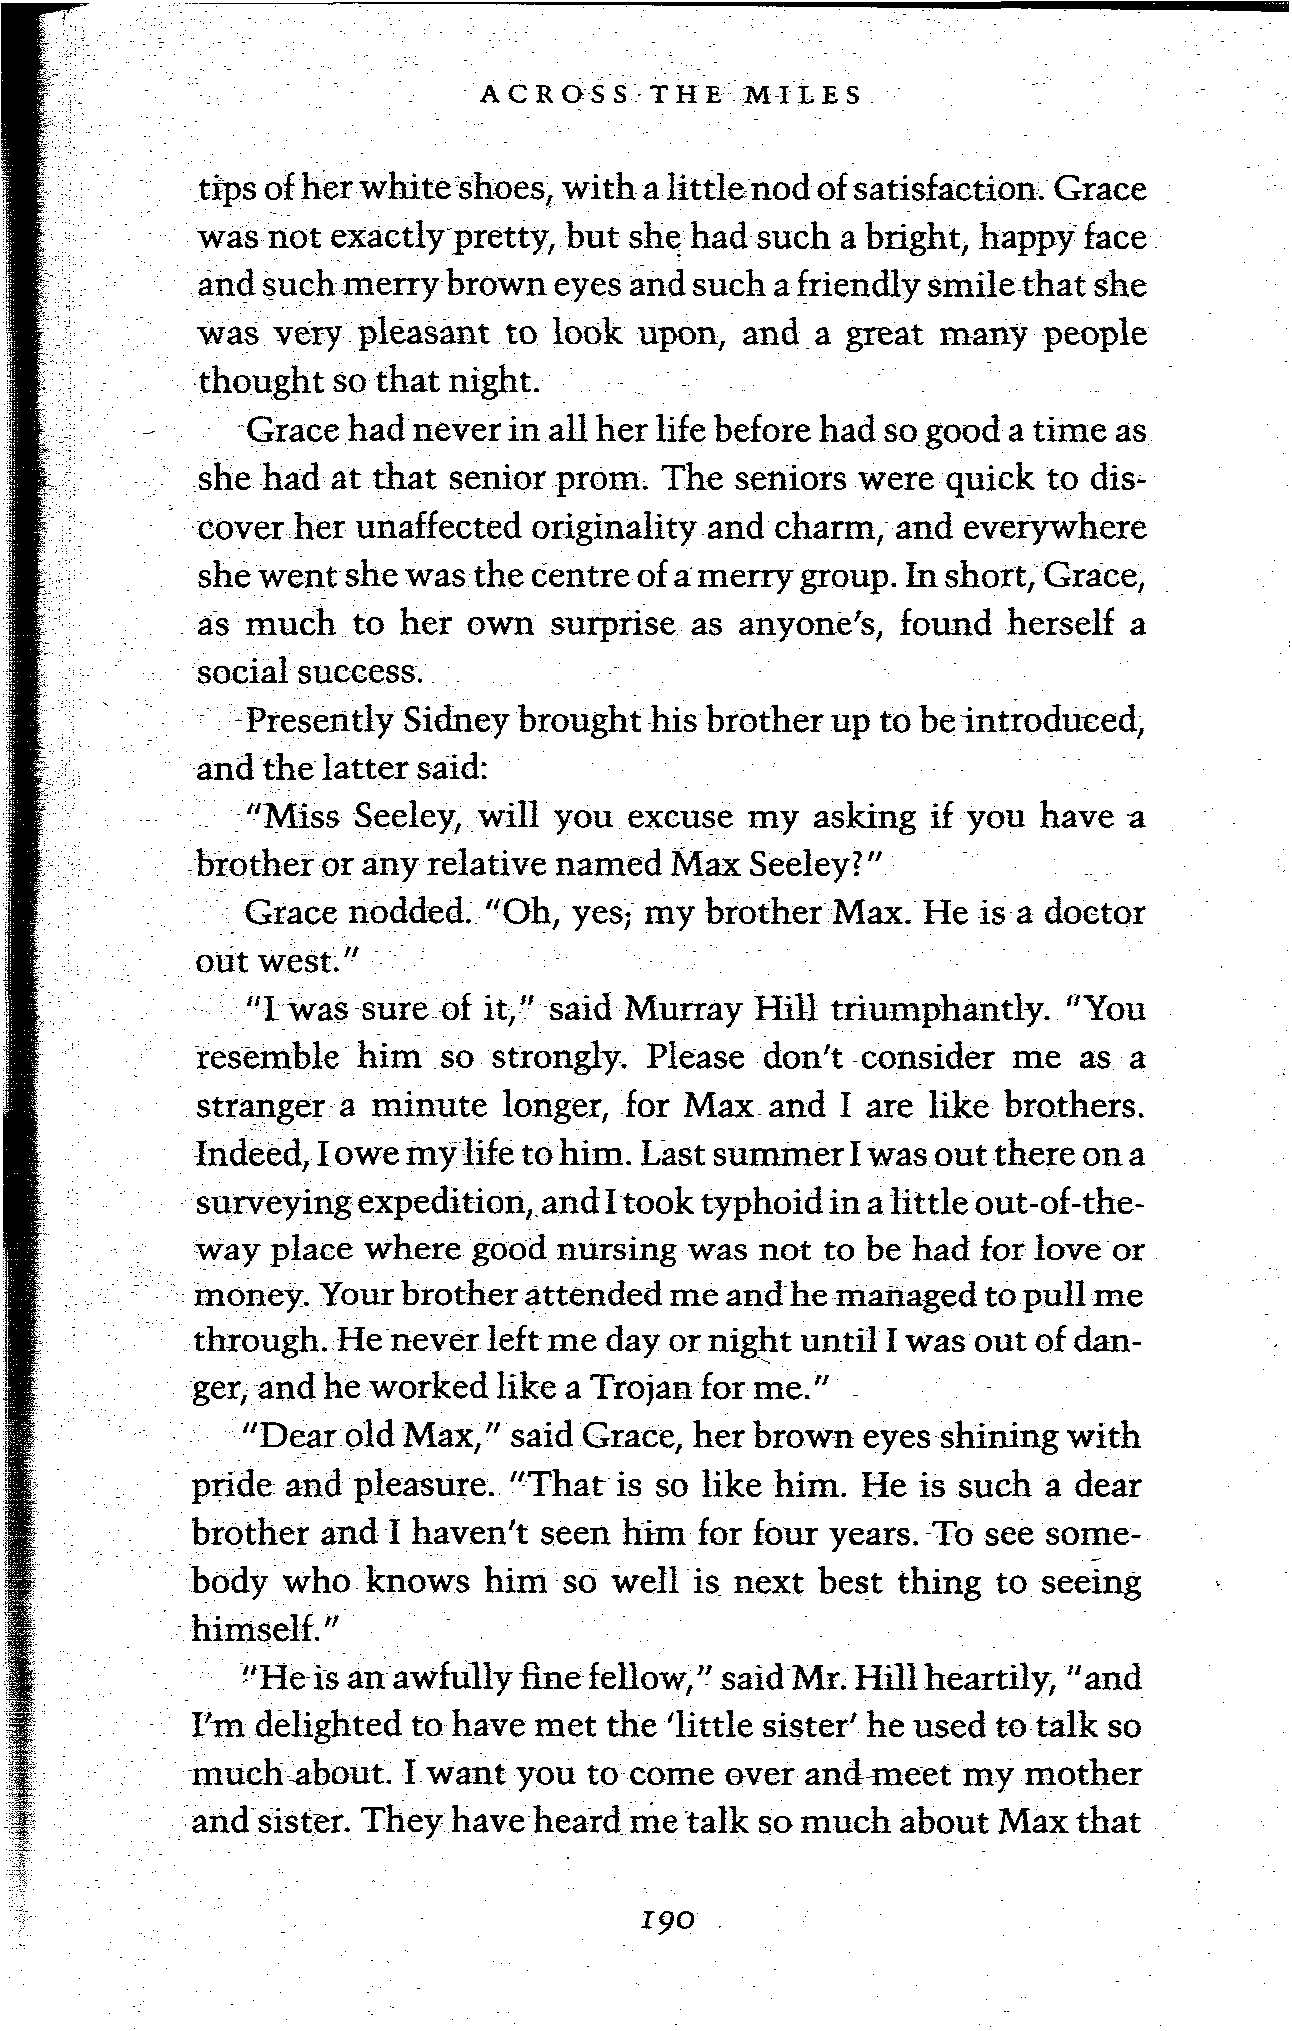 ACROSS THE MILES
tips of her white shoes, with a little nod of satisfaction. Grace
was not exactly pretty, but she had such a bright, happy face
and such merry brown eyes and such a friendly smile that she
was very pleasant to look upon, and a great many people
thought so that night.
Grace had never in all her life before had so good a time as
she had at that senior prom. The seniors were quick to dis-
cover her unaffected originality and charm, and everywhere
she went she was the centre of a merry group. In short, Grace,
as much to her own surprise as anyone's, found herself a
social success.
Presently Sidney brought his brother up to be introduced,
and the latter said:
"Miss Seeley, will you excuse my asking if you have a
brother or any relative named Max Seeley?"
Grace nodded. "Oh, yes; my brother Max. He is a doctor
out west."
"I was sure of it," said Murray Hill triumphantly. "You
resemble him so strongly. Please don't consider me as a
stranger a minute longer, for Max and I are like brothers.
Indeed, I owe my life to him. Last summer I was out there on a
surveying expedition, and I took typhoid in a little out-of-the-
way place where good nursing was not to be had for love or
money. Your brother attended me and he managed to pull me
through. He never left me day or night until I was out of dan-
ger, and he worked like a Trojan for me."
"Dear old Max," said Grace, her brown eyes shining with
pride and pleasure. "That is so like him. He is such a dear
brother and I haven't seen him for four years. To see some-
body who knows him so well is next best thing to seeing
himself."
"He is an awfully fine fellow," said Mr. Hill heartily, "and
I'm delighted to have met the 'little sister' he used to talk so
much about. I want you to come over and meet my mother
and sister. They have heard me talk so much about Max that
190